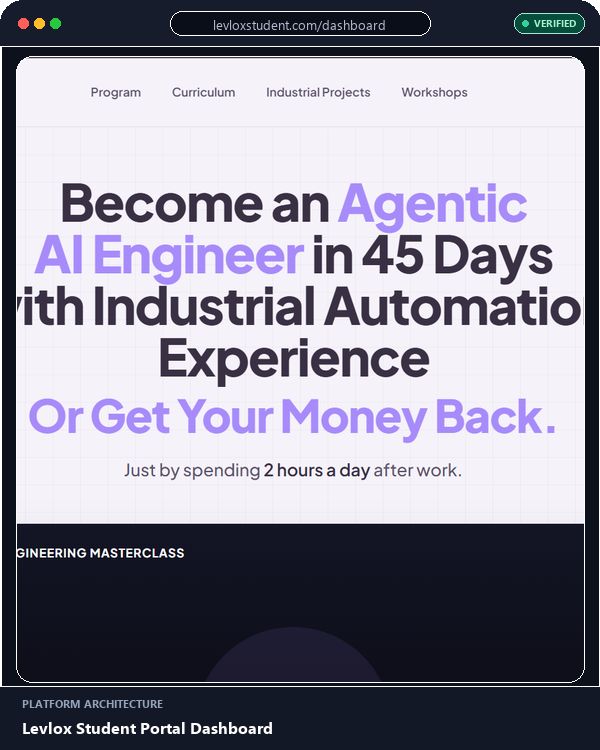 levloxstudent.com/dashboard
VERIFIED
Program Curriculum Industrial Projects Workshops
Become an Agentic
AI Engineer in 45 Days
ith Industrial Automatio
Experience
Or Get Your Money Back.
Just by spending 2 hours a day after work.
GINEERING MASTERCLASS
PLATFORM ARCHITECTURE
Levlox Student Portal Dashboard